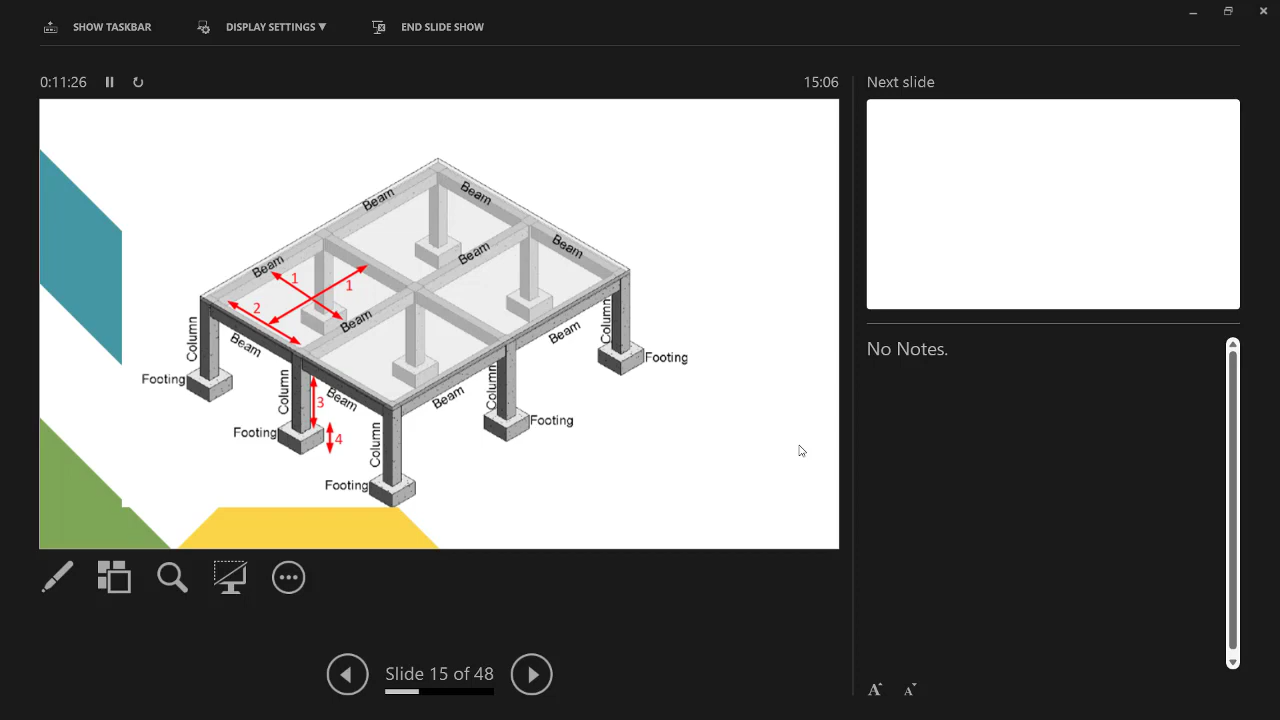 SHOW TASKBAR
DISPLAY SETTINGS ▼
END SLIDE SHOW
0:11:26
15:06
Next slide
Beam
Beam
Beam
Beam
Beam
1
1
2
Beam
Beam
Column
Column
Beam
Footing
Footing
Column
Column
3
Beam
Beam
Footing
Footing
4
Column
Footing
No Notes.
Slide 15 of 48
A
A